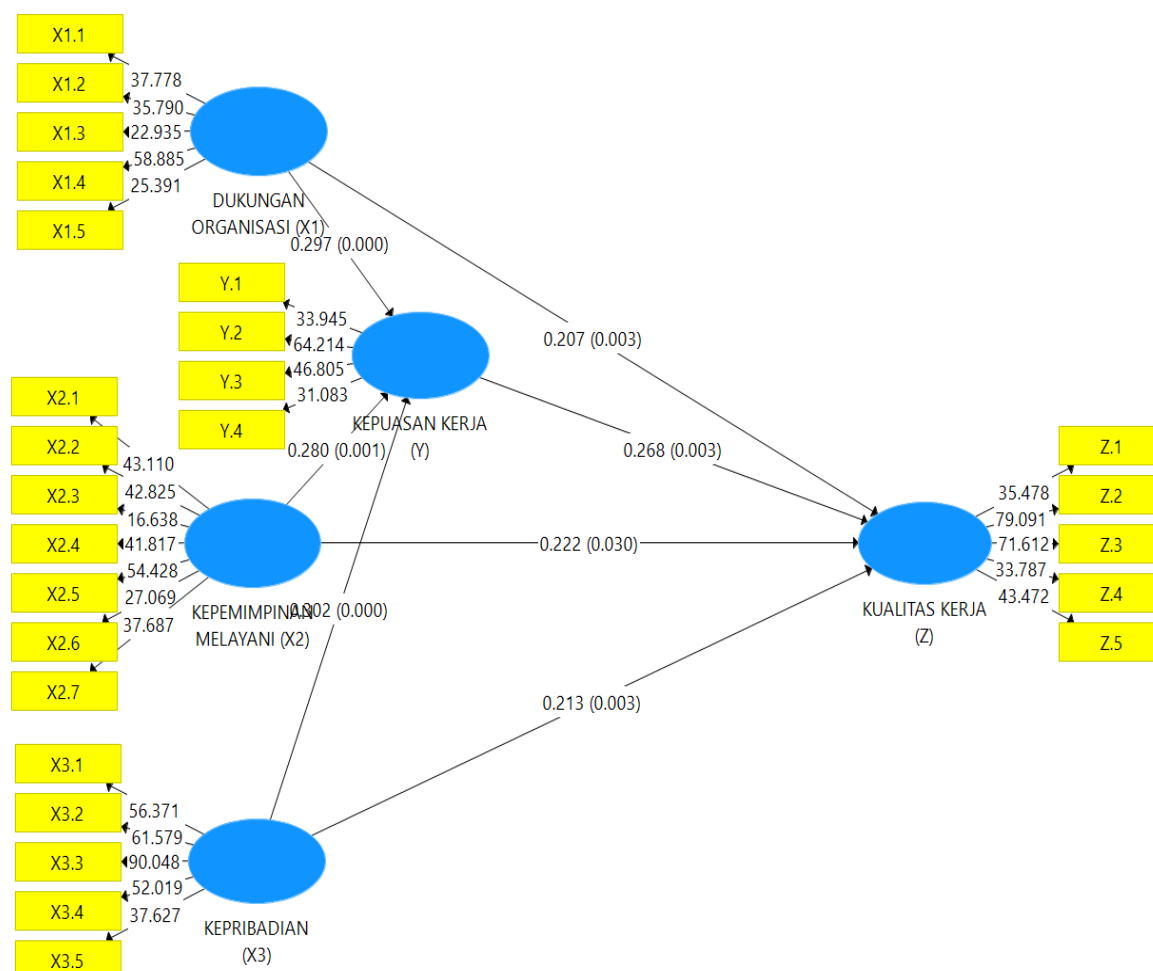 X1.1
X1.2
X1.3
X1.4
X1.5
37.778
35.790
22.935
58.885
25.391
DUKUNGAN
ORGANISASI (X1)
0.297 (0.000)
0.207 (0.003)
Y.1
Y.2
Y.3
Y.4
33.945
64.214
46.805
31.083
KEPUASAN KERJA
(Y)
0.280 (0.001)
0.268 (0.003)
X2.1
X2.2
X2.3
X2.4
X2.5
X2.6
X2.7
43.110
42.825
16.638
41.817
54.428
27.069
37.687
KEPEMIMPINAN
MELAYANI (X2)
0.302 (0.000)
0.222 (0.030)
Z.1
Z.2
Z.3
Z.4
Z.5
35.478
79.091
71.612
33.787
43.472
KUALITAS KERJA
(Z)
0.213 (0.003)
X3.1
X3.2
X3.3
X3.4
X3.5
56.371
61.579
90.048
52.019
37.627
KEPRIBADIAN
(X3)